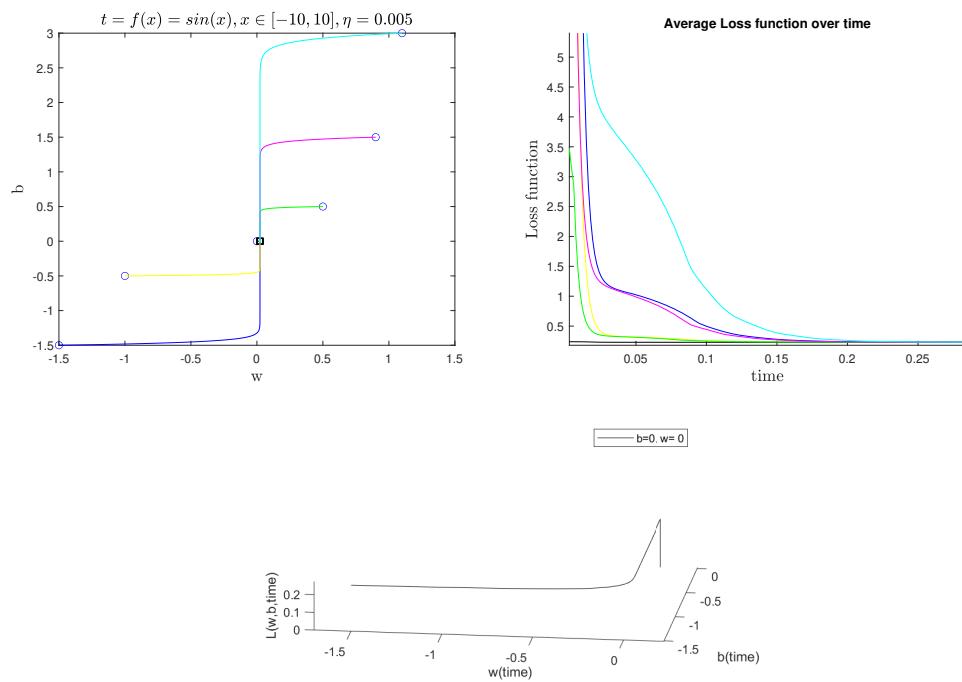 t = f(x) = sin(x), x ∈ [−10, 10], η = 0.005
3
2.5
2
1.5
1
0.5
0
-0.5
-1
-1.5
b
-1.5 -1 -0.5 0 0.5 1 1.5
w
Average Loss function over time
5
4.5
4
3.5
3
2.5
2
1.5
1
0.5
Loss function
0.05 0.1 0.15 0.2 0.25
time
b=0. w= 0
L(w,b,time)
0.2
0.1
0
-1.5 -1 -0.5 0
w(time)
0
-0.5
-1
-1.5
b(time)